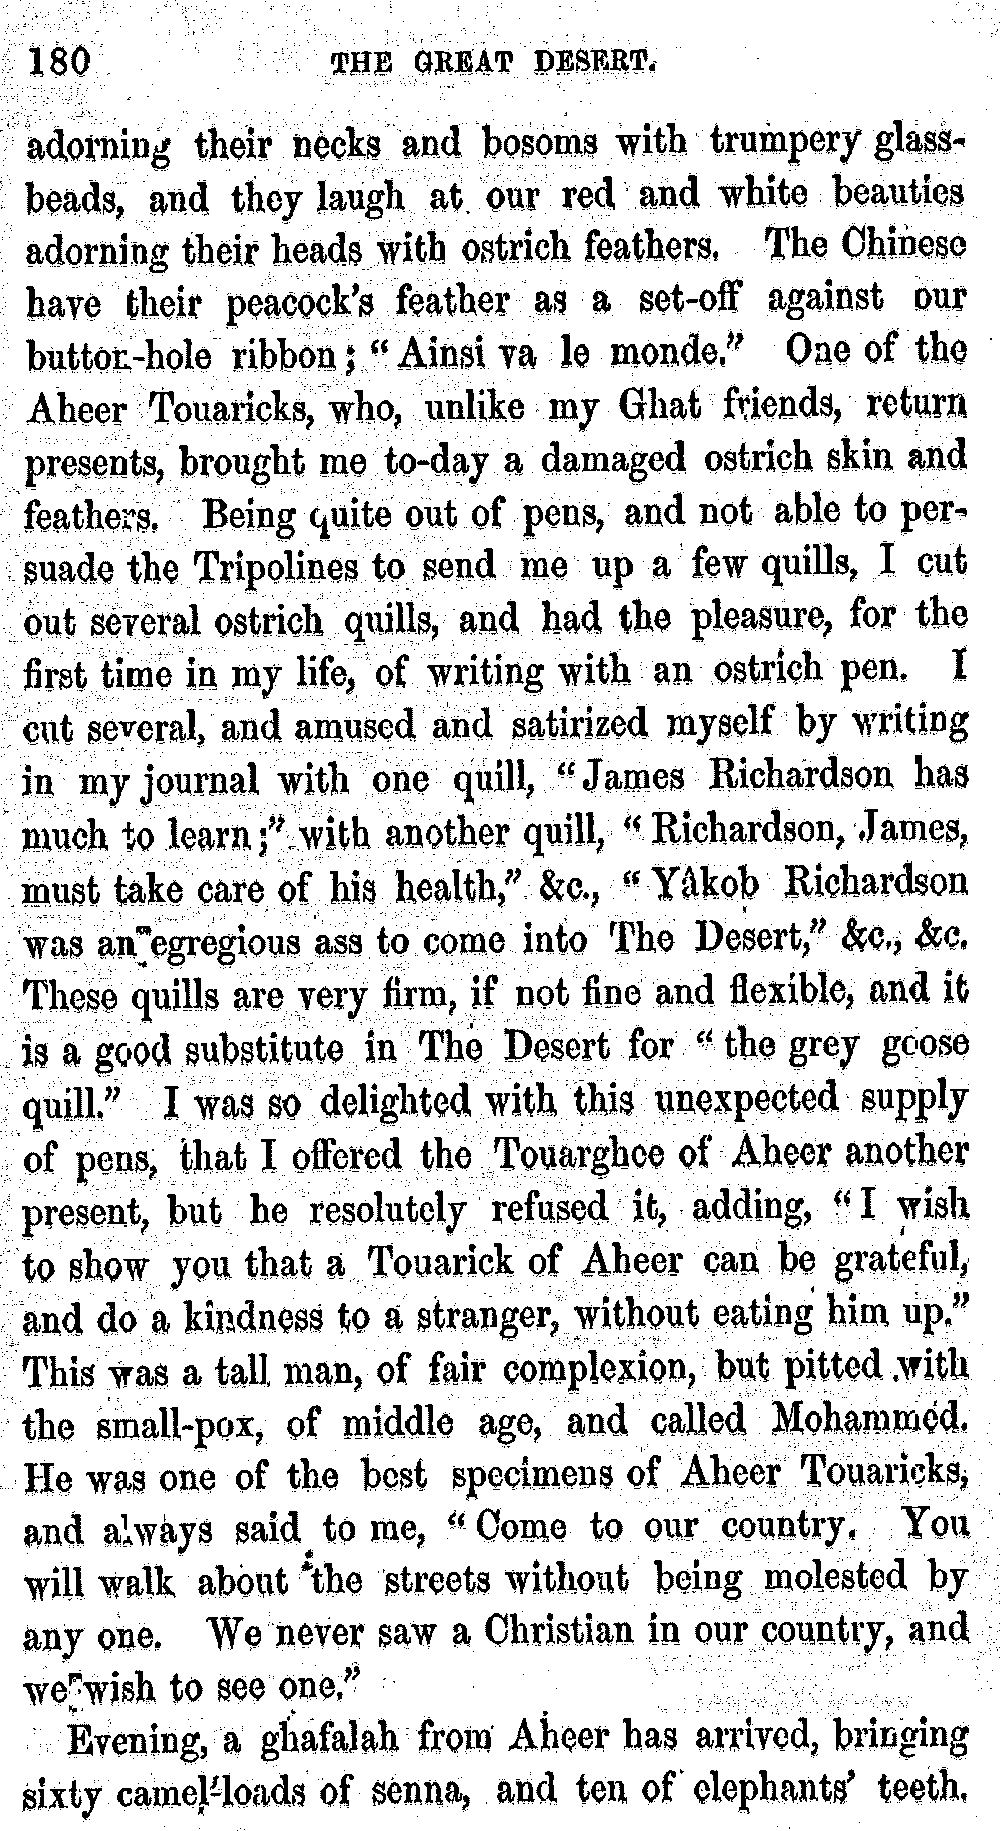 180 THE GREAT DESERT.
adorning their necks and bosoms with trumpery glass-
beads, and they laugh at our red and white beauties
adorning their heads with ostrich feathers. The Chinese
have their peacock's feather as a set-off against our
button-hole ribbon; "Ainsi va le monde." One of the
Aheer Touaricks, who, unlike my Ghat friends, return
presents, brought me to-day a damaged ostrich skin and
feathers. Being quite out of pens, and not able to per-
suade the Tripolines to send me up a few quills, I cut
out several ostrich quills, and had the pleasure, for the
first time in my life, of writing with an ostrich pen. I
cut several, and amused and satirized myself by writing
in my journal with one quill, "James Richardson has
much to learn;" with another quill, "Richardson, James,
must take care of his health," &c., "Yâkob Richardson
was an egregious ass to come into The Desert," &c., &c.
These quills are very firm, if not fine and flexible, and it
is a good substitute in The Desert for "the grey goose
quill." I was so delighted with this unexpected supply
of pens, that I offered the Touarghee of Aheer another
present, but he resolutely refused it, adding, "I wish
to show you that a Touarick of Aheer can be grateful,
and do a kindness to a stranger, without eating him up."
This was a tall man, of fair complexion, but pitted with
the small-pox, of middle age, and called Mohammed.
He was one of the best specimens of Aheer Touaricks,
and always said to me, "Come to our country. You
will walk about the streets without being molested by
any one. We never saw a Christian in our country, and
we wish to see one."
Evening, a ghafalah from Aheer has arrived, bringing
sixty camel-loads of senna, and ten of elephants' teeth.